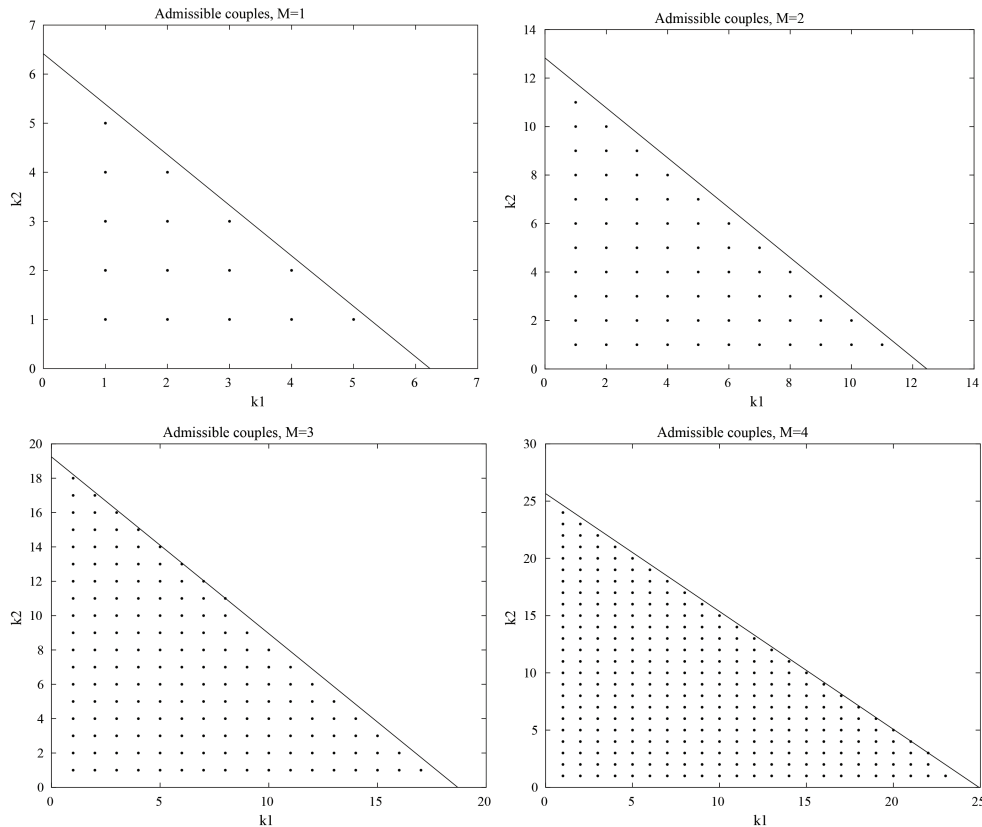 Admissible couples, M=1
7
6
5
4
3
2
1
0
k2
0 1 2 3 4 5 6 7
k1
Admissible couples, M=2
14
12
10
8
6
4
2
0
k2
0 2 4 6 8 10 12 14
k1
Admissible couples, M=3
20
18
16
14
12
10
8
6
4
2
0
k2
0 5 10 15 20
k1
Admissible couples, M=4
30
25
20
15
10
5
0
k2
0 5 10 15 20 25
k1